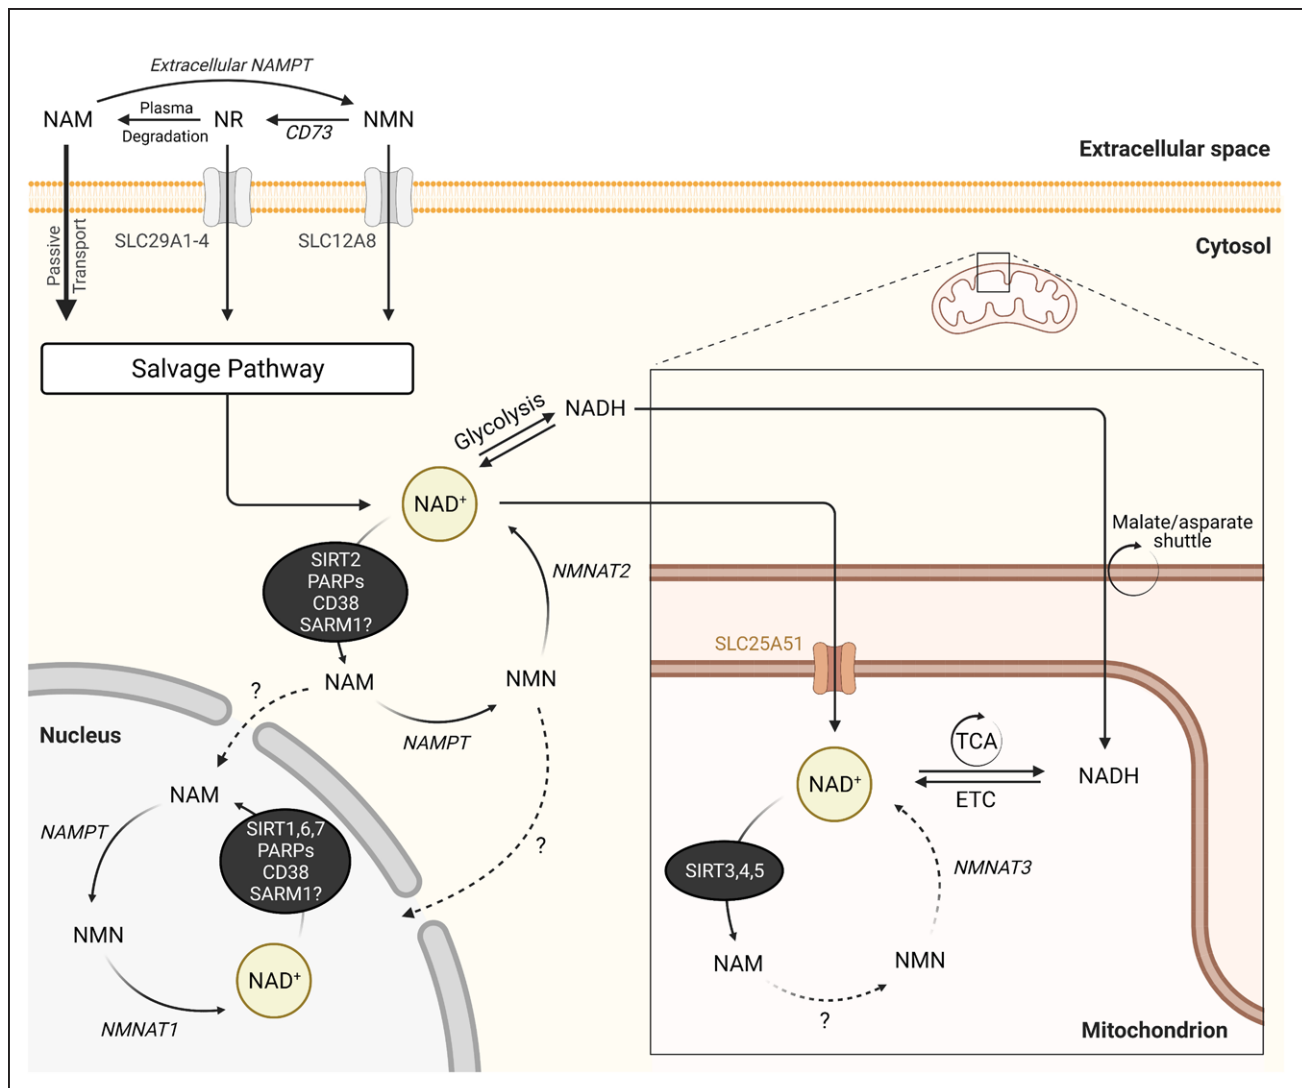 Extracellular NAMPT
NAM
Plasma
Degradation
NR
CD73
NMN
Extracellular space
Passive
Transport
SLC29A1-4
SLC12A8
Cytosol
Salvage Pathway
Glycolysis
NADH
NAD+
Malate/asparate
shuttle
SIRT2
PARPs
CD38
SARM1?
NMNAT2
SLC25A51
NAM
NMN
?
NAMPT
Nucleus
TCA
NAD+
ETC
NADH
NAM
NAMPT
SIRT1,6,7
PARPs
CD38
SARM1?
?
SIRT3,4,5
NMNAT3
NMN
NAD+
NMNAT1
NAM
NMN
?
Mitochondrion